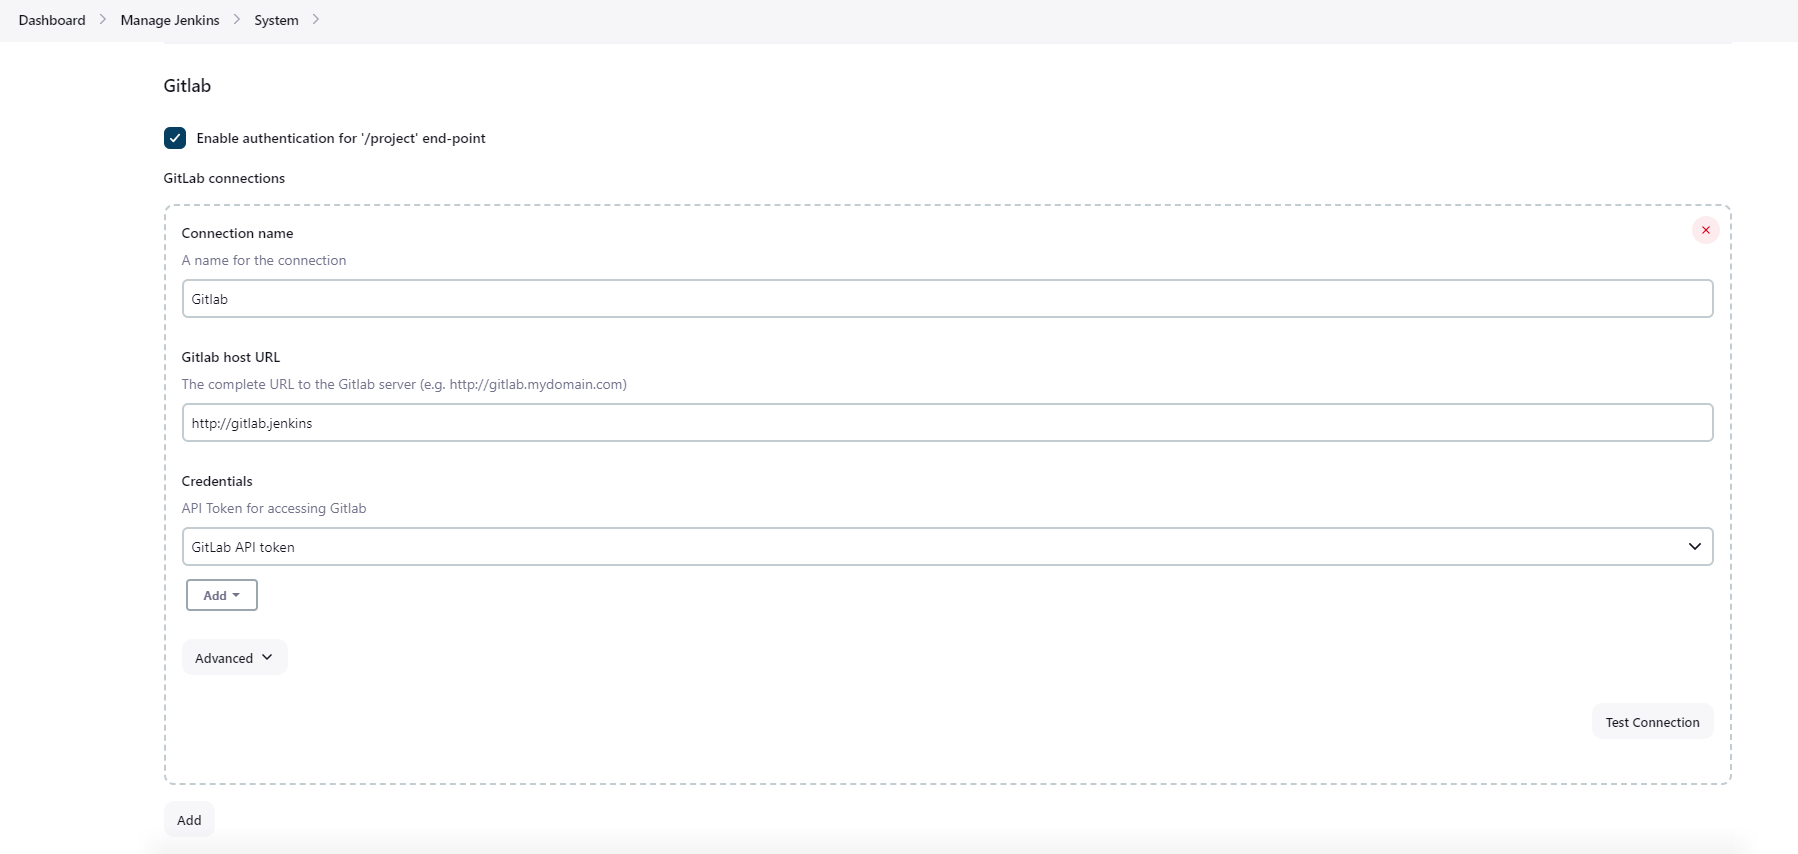 Dashboard Manage Jenkins System
Gitlab
Enable authentication for '/project' end-point
GitLab connections
Connection name
A name for the connection
Gitlab
Gitlab host URL
The complete URL to the Gitlab server (e.g. http://gitlab.mydomain.com)
http://gitlab.jenkins
Credentials
API Token for accessing Gitlab
GitLab API token
Add
Advanced
Test Connection
Add